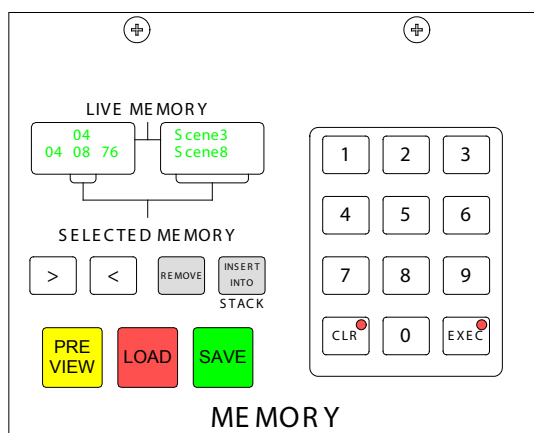 LIVE MEMORY
04
04 08 76
Scene3
Scene8
SELECTED MEMORY
>
<
REMOVE
INSERT
INTO
STACK
PRE
VIEW
LOAD
SAVE
1
2
3
4
5
6
7
8
9
CLR
0
EXEC
MEMORY